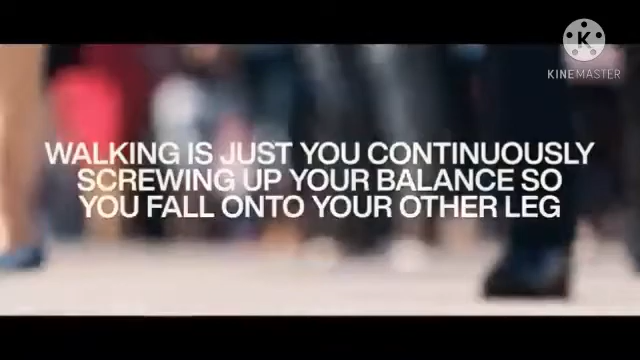 K
KINEMASTER
WALKING IS JUST YOU CONTINUOUSLY
SCREWING UP YOUR BALANCE SO
YOU FALL ONTO YOUR OTHER LEG